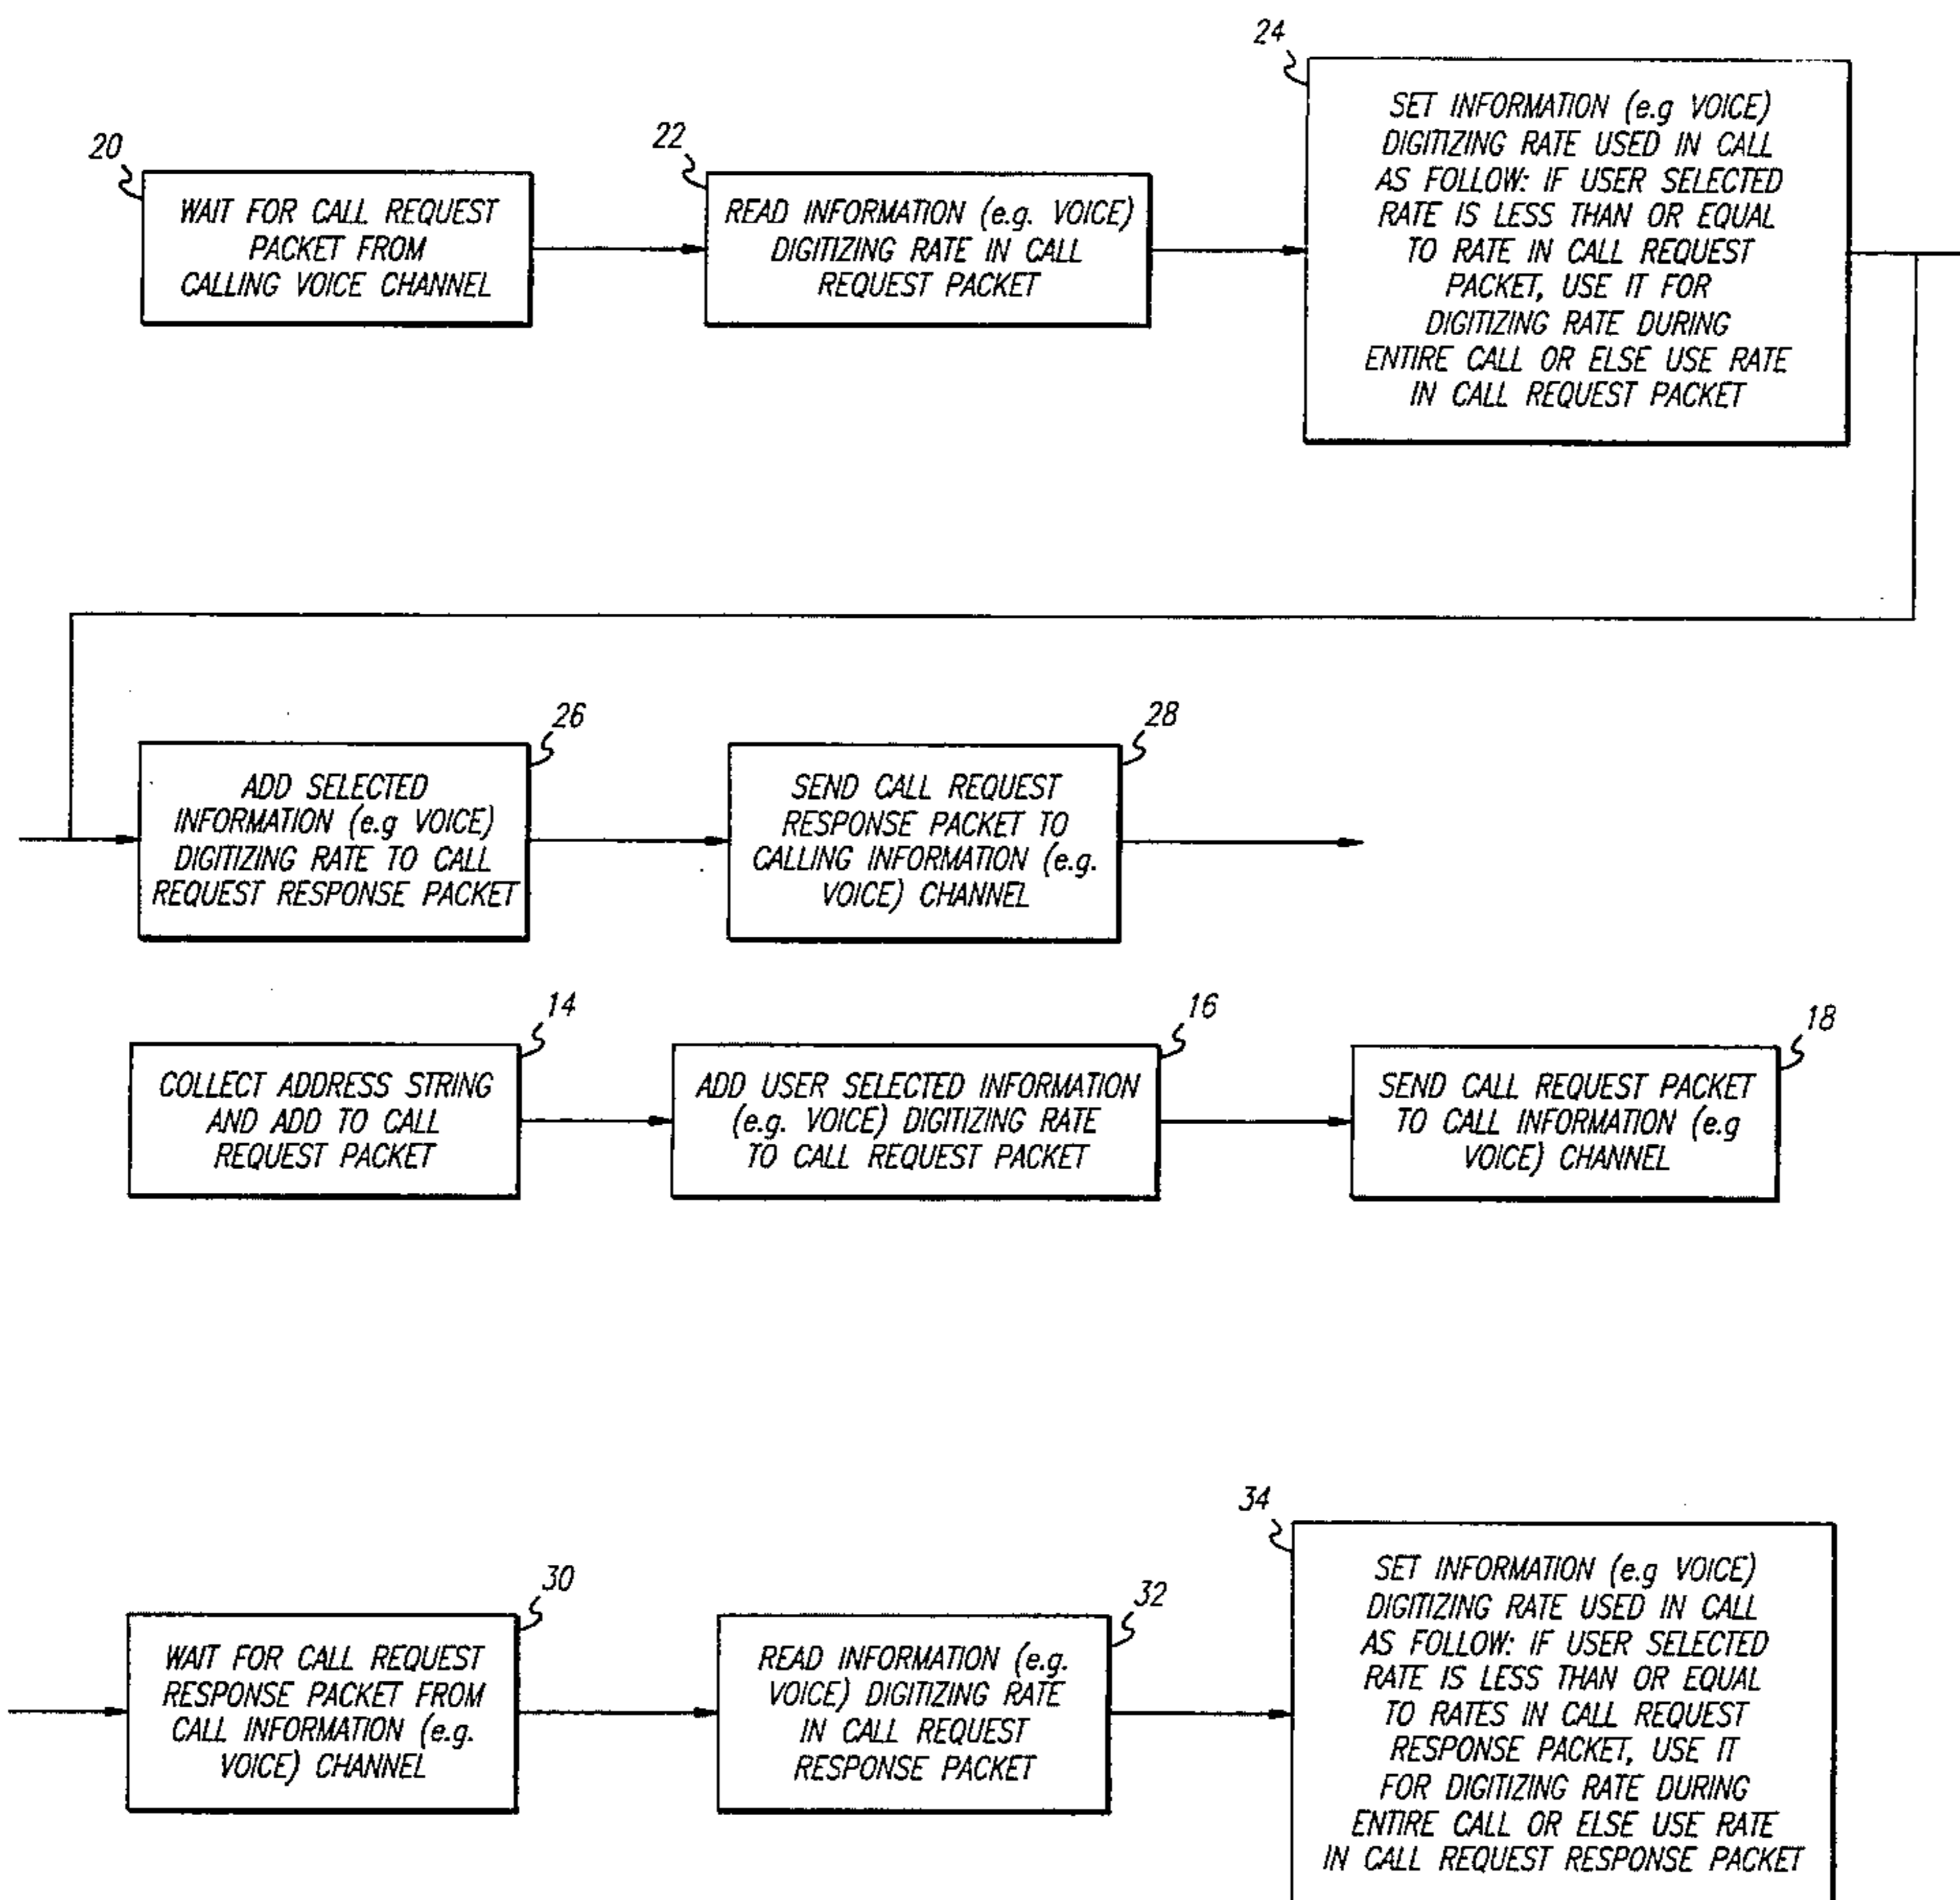 20
WAIT FOR CALL REQUEST
PACKET FROM
CALLING VOICE CHANNEL
22
READ INFORMATION (e.g. VOICE)
DIGITIZING RATE IN CALL
REQUEST PACKET
24
SET INFORMATION (e.g VOICE)
DIGITIZING RATE USED IN CALL
AS FOLLOW: IF USER SELECTED
RATE IS LESS THAN OR EQUAL
TO RATE IN CALL REQUEST
PACKET, USE IT FOR
DIGITIZING RATE DURING
ENTIRE CALL OR ELSE USE RATE
IN CALL REQUEST PACKET
26
ADD SELECTED
INFORMATION (e.g VOICE)
DIGITIZING RATE TO CALL
REQUEST RESPONSE PACKET
28
SEND CALL REQUEST
RESPONSE PACKET TO
CALLING INFORMATION (e.g.
VOICE) CHANNEL
14
COLLECT ADDRESS STRING
AND ADD TO CALL
REQUEST PACKET
16
ADD USER SELECTED INFORMATION
(e.g. VOICE) DIGITIZING RATE
TO CALL REQUEST PACKET
18
SEND CALL REQUEST PACKET
TO CALL INFORMATION (e.g
VOICE) CHANNEL
30
WAIT FOR CALL REQUEST
RESPONSE PACKET FROM
CALL INFORMATION (e.g.
VOICE) CHANNEL
32
READ INFORMATION (e.g.
VOICE) DIGITIZING RATE
IN CALL REQUEST
RESPONSE PACKET
34
SET INFORMATION (e.g VOICE)
DIGITIZING RATE USED IN CALL
AS FOLLOW: IF USER SELECTED
RATE IS LESS THAN OR EQUAL
TO RATES IN CALL REQUEST
RESPONSE PACKET, USE IT
FOR DIGITIZING RATE DURING
ENTIRE CALL OR ELSE USE RATE
IN CALL REQUEST RESPONSE PACKET